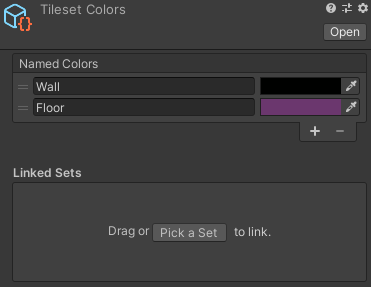 Tileset Colors
Open
Named Colors
Wall
Floor
Linked Sets
Drag or Pick a Set to link.